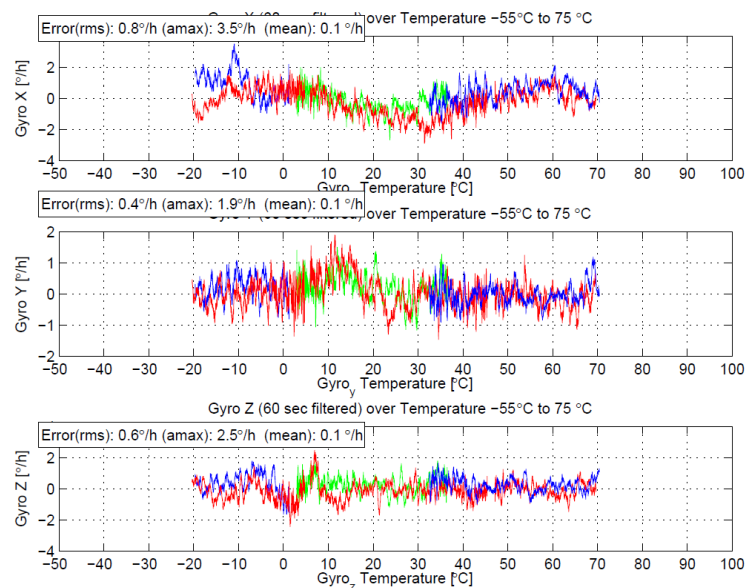 over Temperature −55°C to 75 °C
Error(rms): 0.8°/h (amax): 3.5°/h (mean): 0.1 °/h
Gyro X [°/h]
2
0
−2
−4
−50 −40 −30 −20 −10 0 10 20 30 40 50 60 70 80 90 100
Gyro Temperature [°C]
Error(rms): 0.4°/h (amax): 1.9°/h (mean): 0.1 °/h
over Temperature −55°C to 75 °C
Gyro Y [°/h]
2
1
0
−1
−2
−50 −40 −30 −20 −10 0 10 20 30 40 50 60 70 80 90 100
Gyroy Temperature [°C]
Gyro Z (60 sec filtered) over Temperature −55°C to 75 °C
Error(rms): 0.6°/h (amax): 2.5°/h (mean): 0.1 °/h
Gyro Z [°/h]
2
0
−2
−4
−50 −40 −30 −20 −10 0 10 20 30 40 50 60 70 80 90 100
Gyroz Temperature [°C]